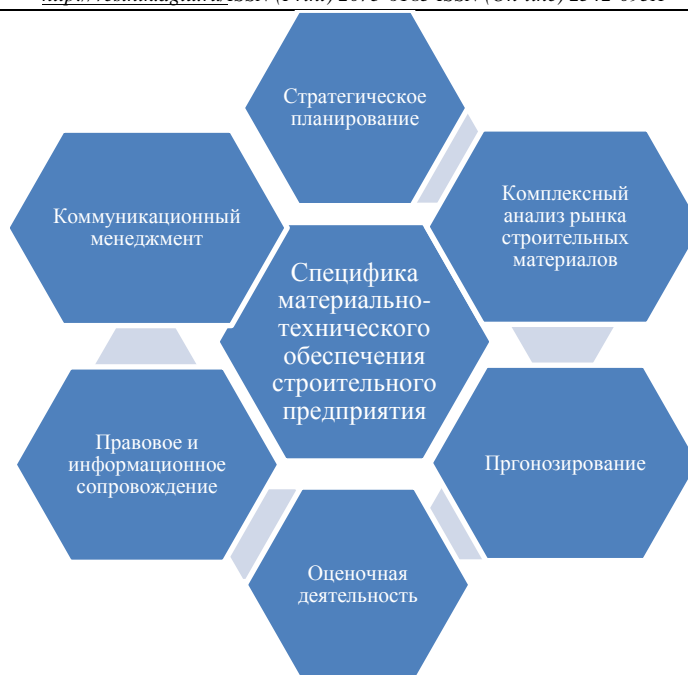 ISSN
Стратегическое
планирование
Комплексный
анализ рынка
строительных
материалов
Коммуникационный
менеджмент
Специфика
материально-
технического
обеспечения
строительного
предприятия
Правовое и
информационное
сопровождение
Пргонозирование
Оценочная
деятельность